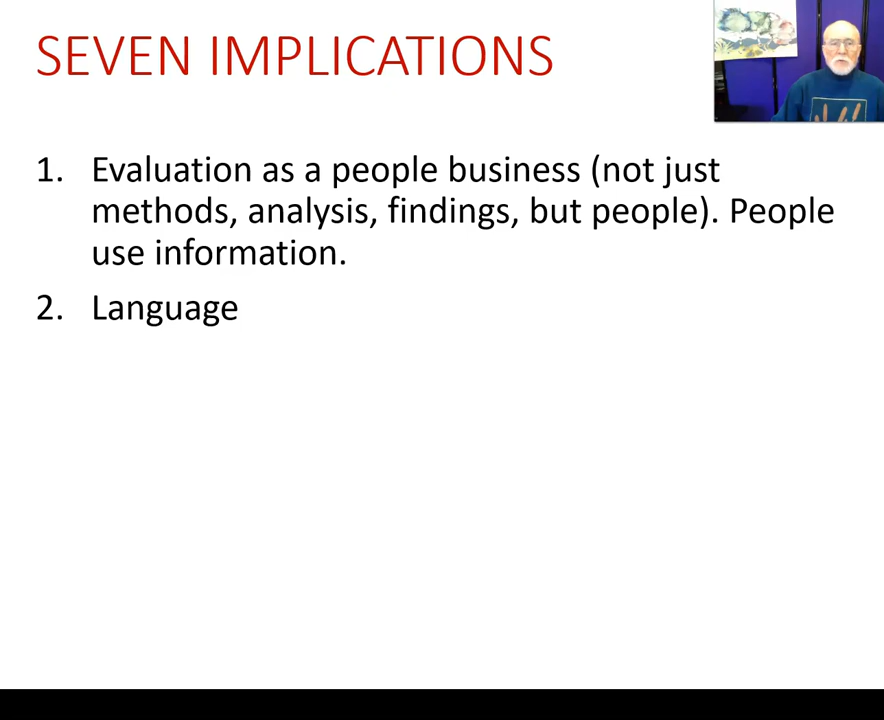 SEVEN IMPLICATIONS
1. Evaluation as a people business (not just
methods, analysis, findings, but people). People
use information.
2. Language